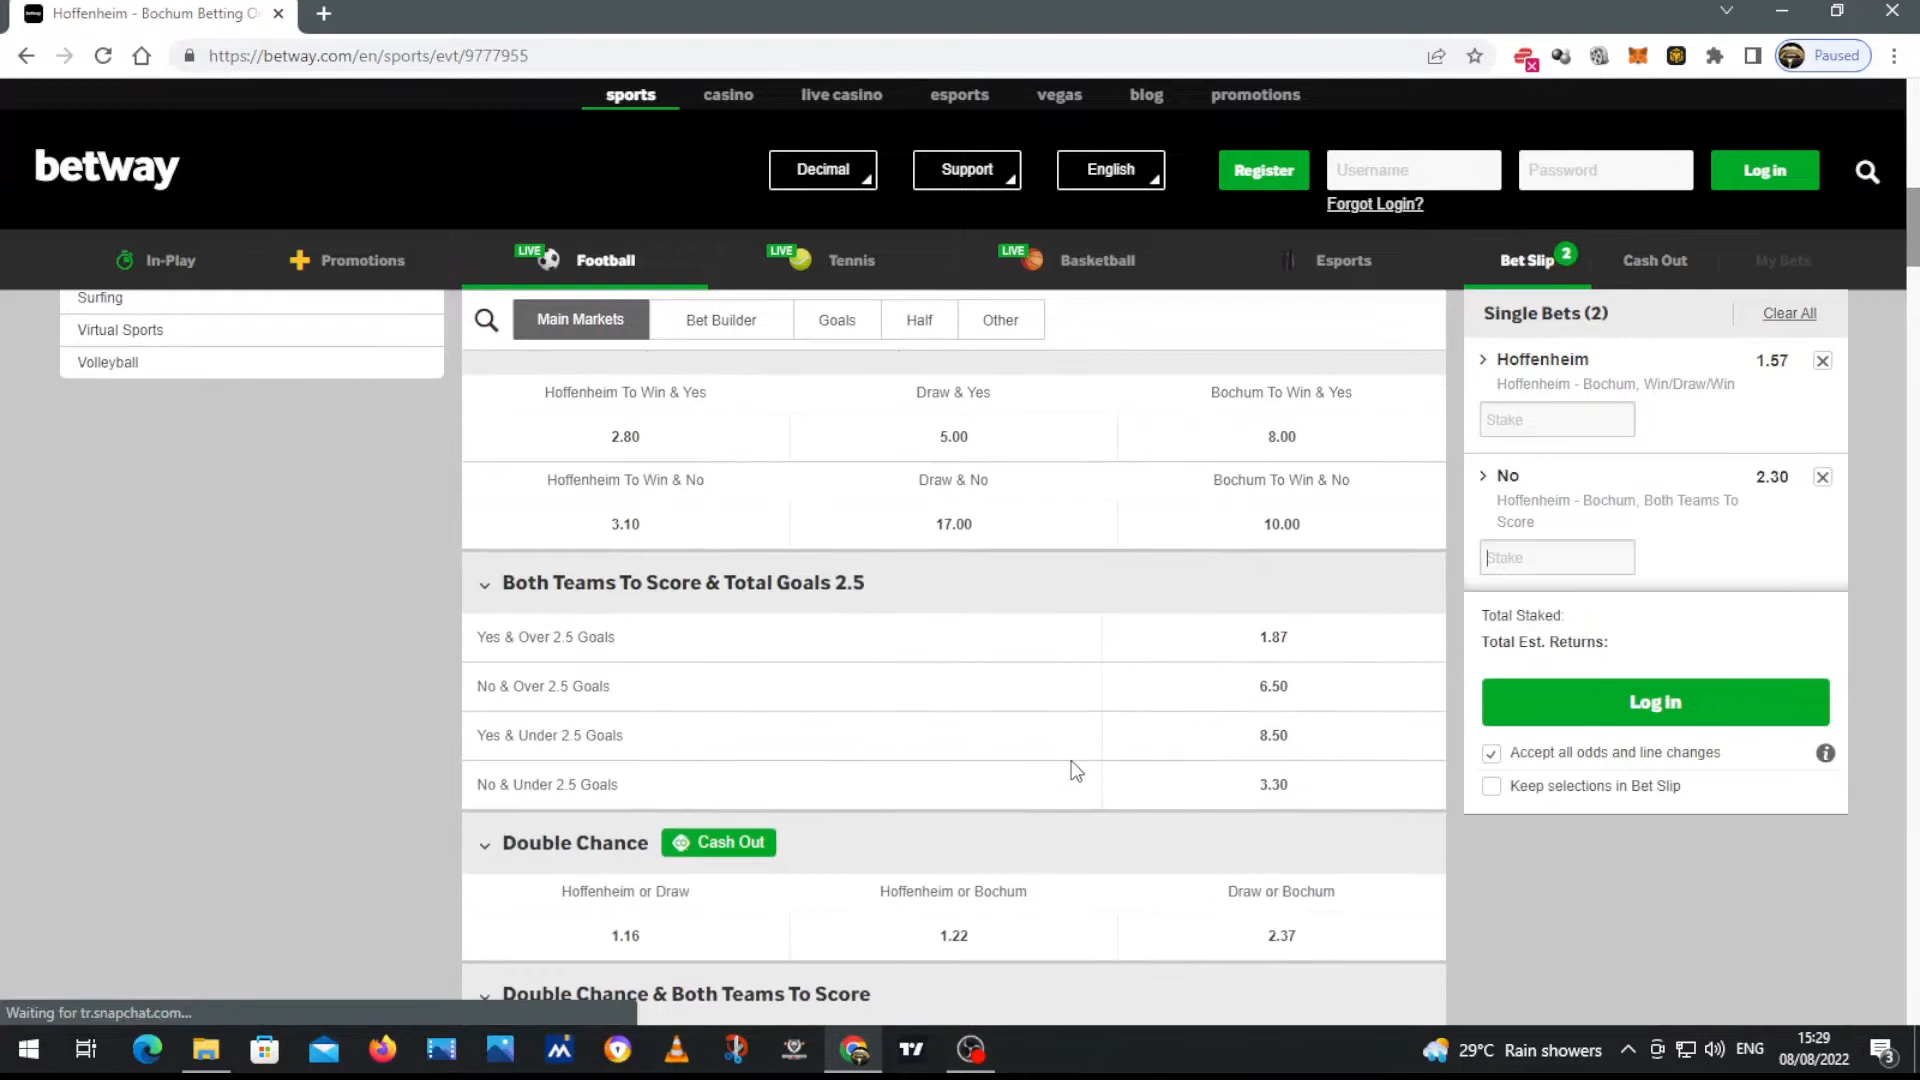 Hoffenheim - Bochum Betting O
https://betway.com/en/sports/evt/9777955
Paused
sports casino live casino esports vegas blog promotions
betway
Decimal Support English Register Username Password Log in
Forgot Login?
In-Play Promotions LIVE Football LIVE Tennis LIVE Basketball Esports Bet Slip 2 Cash Out My Bets
Surfing
Virtual Sports
Volleyball
Main Markets Bet Builder Goals Half Other
Hoffenheim To Win & Yes Draw & Yes Bochum To Win & Yes
2.80 5.00 8.00
Hoffenheim To Win & No Draw & No Bochum To Win & No
3.10 17.00 10.00
Both Teams To Score & Total Goals 2.5
Yes & Over 2.5 Goals 1.87
No & Over 2.5 Goals 6.50
Yes & Under 2.5 Goals 8.50
No & Under 2.5 Goals 3.30
Double Chance Cash Out
Hoffenheim or Draw Hoffenheim or Bochum Draw or Bochum
1.16 1.22 2.37
Double Chance & Both Teams To Score
Single Bets (2) Clear All
Hoffenheim 1.57
Hoffenheim - Bochum, Win/Draw/Win
Stake
No 2.30
Hoffenheim - Bochum, Both Teams To
Score
Stake
Total Staked:
Total Est. Returns:
Log In
Accept all odds and line changes
Keep selections in Bet Slip
Waiting for tr.snapchat.com...
29°C Rain showers ENG
15:29
08/08/2022
3